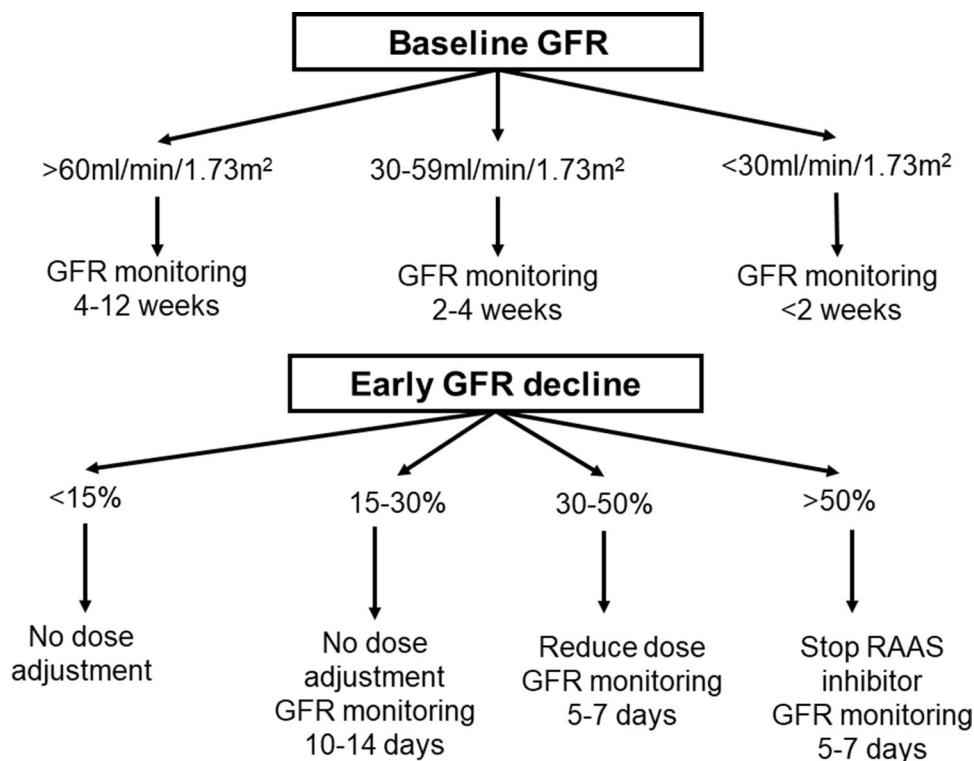 Baseline GFR
>60ml/min/1.73m²
30-59ml/min/1.73m²
<30ml/min/1.73m²
GFR monitoring
4-12 weeks
GFR monitoring
2-4 weeks
GFR monitoring
<2 weeks
Early GFR decline
<15%
15-30%
30-50%
>50%
No dose
adjustment
No dose
adjustment
GFR monitoring
10-14 days
Reduce dose
GFR monitoring
5-7 days
Stop RAAS
inhibitor
GFR monitoring
5-7 days